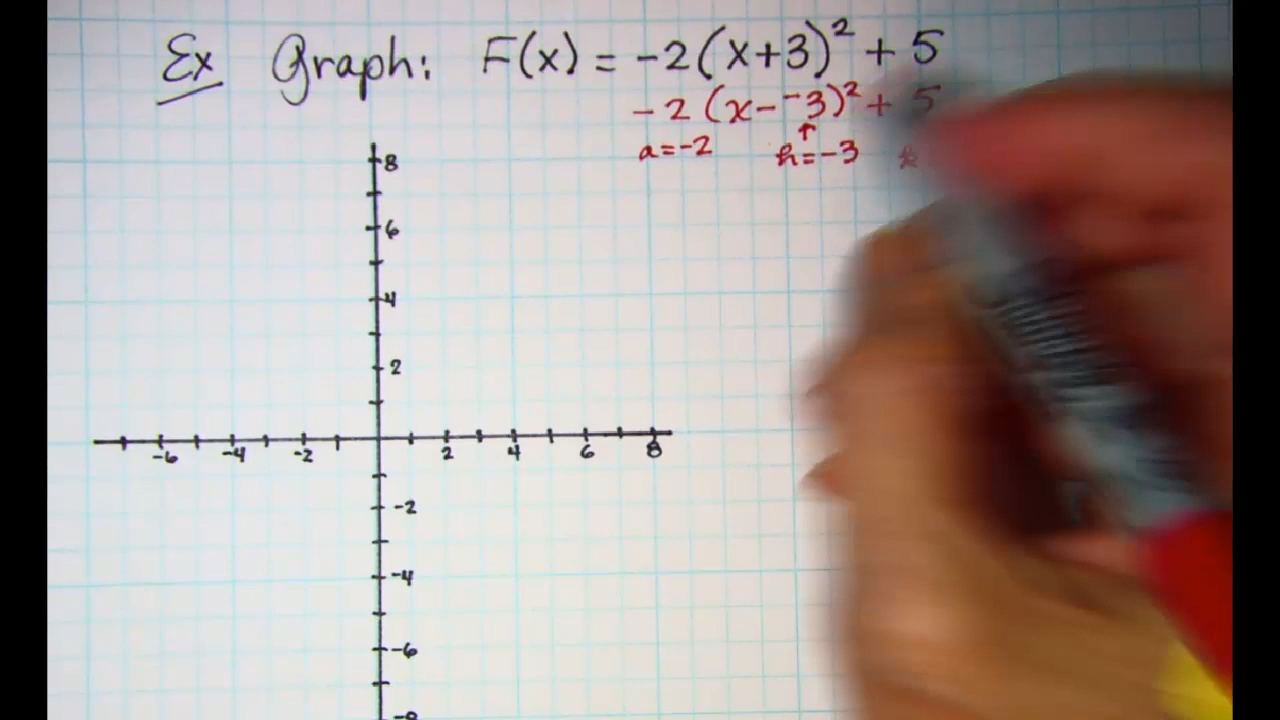 Ex Graph: F(x) = -2(x+3)² + 5
-2(x--3)² + 5
↑
a=-2 h=-3 k
8
6
4
2
-6 -4 -2 2 4 6 8
-2
-4
-6
-8